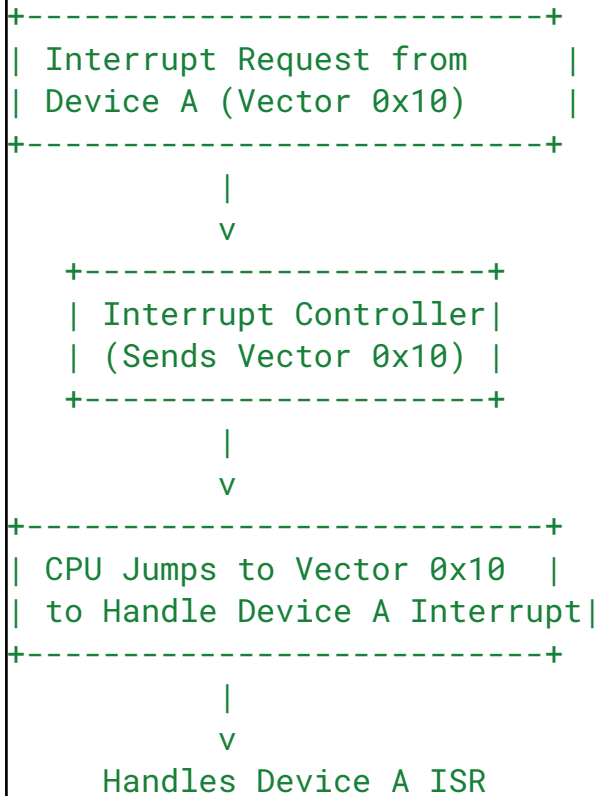 +----------------------------+
| Interrupt Request from     |
| Device A (Vector 0x10)     |
+----------------------------+
            |
            v
   +----------------------+
   | Interrupt Controller|
   | (Sends Vector 0x10) |
   +----------------------+
            |
            v
+----------------------------+
| CPU Jumps to Vector 0x10  |
| to Handle Device A Interrupt|
+----------------------------+
            |
            v
     Handles Device A ISR